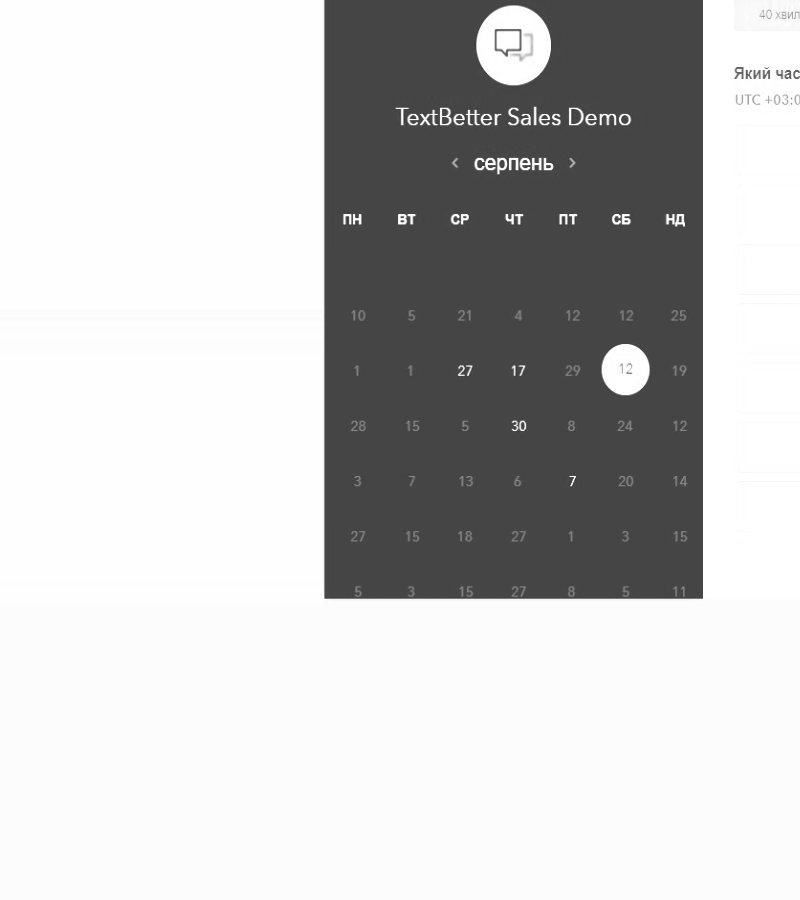 40 хвил
Який час
UTC +03:0
TextBetter Sales Demo
серпень
ПН ВТ СР ЧТ ПТ СБ НД
10 5 21 4 12 12 25
1 1 27 17 29 12 19
28 15 5 30 8 24 12
3 7 13 6 7 20 14
27 15 18 27 1 3 15
5 3 15 27 8 5 11